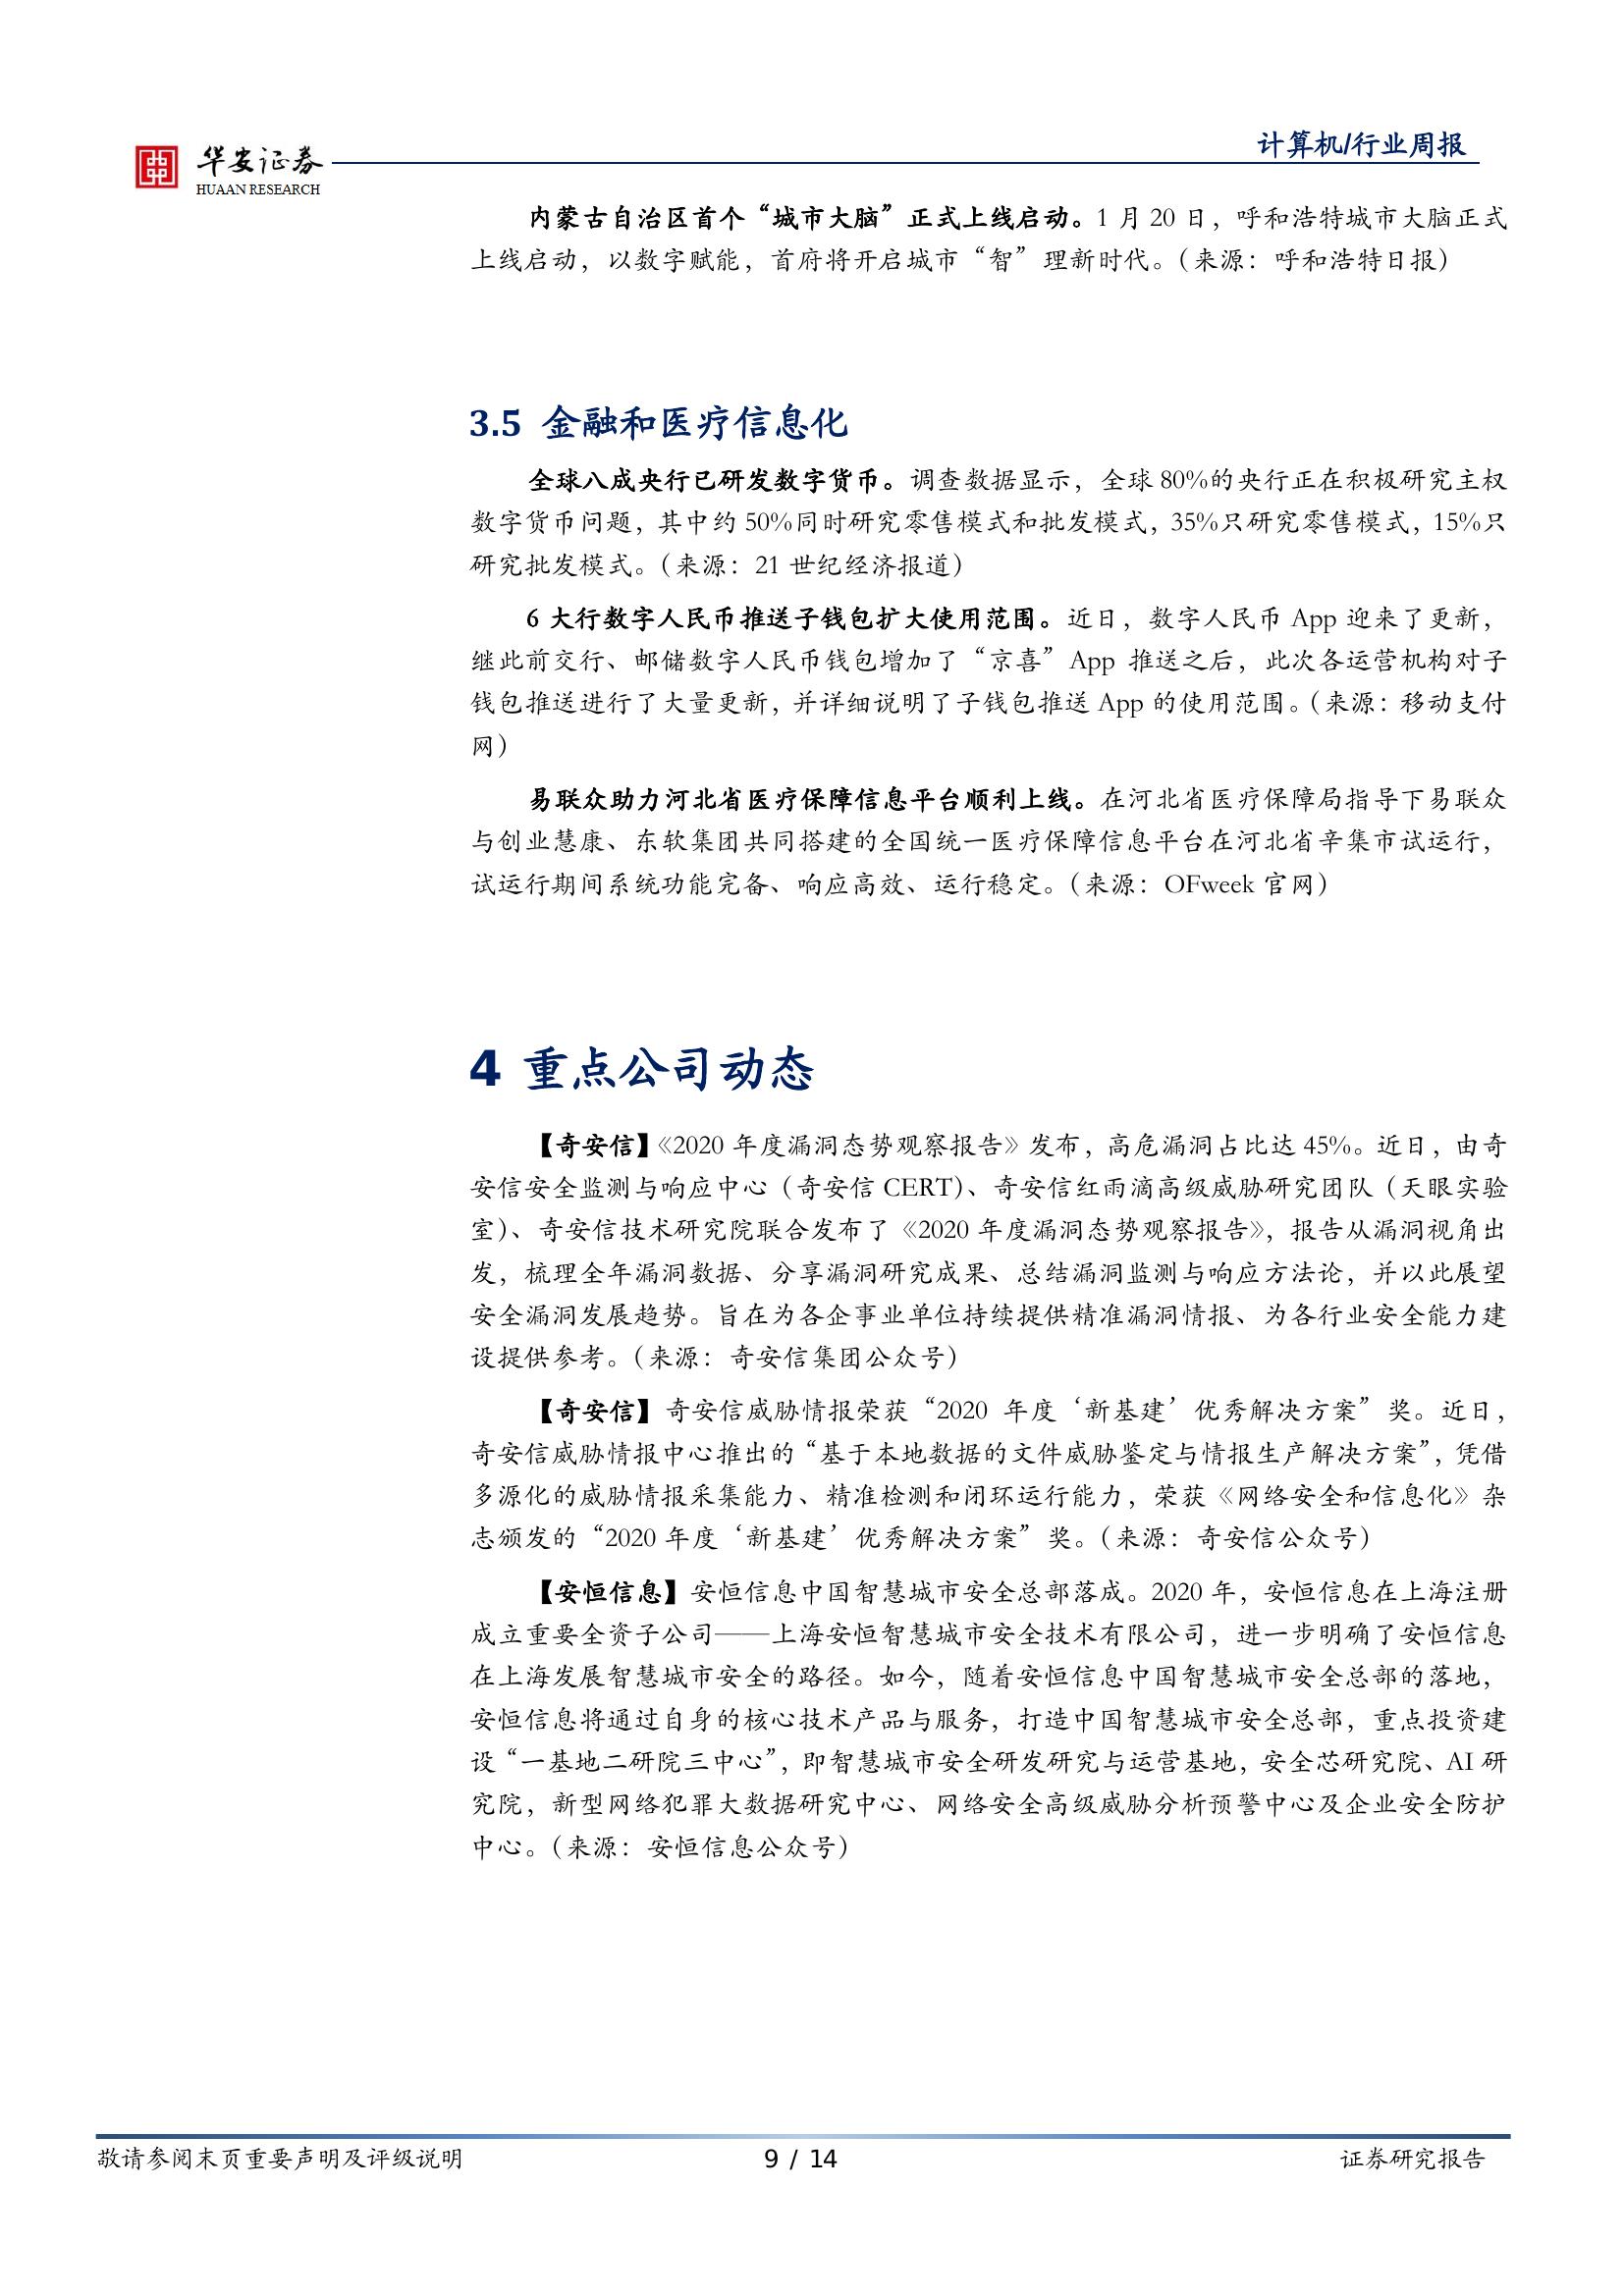 华安证券
HUAAN RESEARCH
计算机/行业周报
内蒙古自治区首个“城市大脑”正式上线启动。1 月 20 日，呼和浩特城市大脑正式
上线启动，以数字赋能，首府将开启城市“智”理新时代。（来源：呼和浩特日报）
3.5 金融和医疗信息化
全球八成央行已研发数字货币。调查数据显示，全球 80%的央行正在积极研究主权
数字货币问题，其中约 50%同时研究零售模式和批发模式，35%只研究零售模式，15%只
研究批发模式。（来源：21 世纪经济报道）
6 大行数字人民币推送子钱包扩大使用范围。近日，数字人民币 App 迎来了更新，
继此前交行、邮储数字人民币钱包增加了“京喜”App 推送之后，此次各运营机构对子
钱包推送进行了大量更新，并详细说明了子钱包推送 App 的使用范围。（来源：移动支付
网）
易联众助力河北省医疗保障信息平台顺利上线。在河北省医疗保障局指导下易联众
与创业慧康、东软集团共同搭建的全国统一医疗保障信息平台在河北省辛集市试运行，
试运行期间系统功能完备、响应高效、运行稳定。（来源：OFweek 官网）
4 重点公司动态
【奇安信】《2020 年度漏洞态势观察报告》发布，高危漏洞占比达 45%。近日，由奇
安信安全监测与响应中心（奇安信 CERT）、奇安信红雨滴高级威胁研究团队（天眼实验
室）、奇安信技术研究院联合发布了《2020 年度漏洞态势观察报告》，报告从漏洞视角出
发，梳理全年漏洞数据、分享漏洞研究成果、总结漏洞监测与响应方法论，并以此展望
安全漏洞发展趋势。旨在为各企事业单位持续提供精准漏洞情报、为各行业安全能力建
设提供参考。（来源：奇安信集团公众号）
【奇安信】奇安信威胁情报荣获“2020 年度‘新基建’优秀解决方案”奖。近日，
奇安信威胁情报中心推出的“基于本地数据的文件威胁鉴定与情报生产解决方案”，凭借
多源化的威胁情报采集能力、精准检测和闭环运行能力，荣获《网络安全和信息化》杂
志颁发的“2020 年度‘新基建’优秀解决方案”奖。（来源：奇安信公众号）
【安恒信息】安恒信息中国智慧城市安全总部落成。2020 年，安恒信息在上海注册
成立重要全资子公司——上海安恒智慧城市安全技术有限公司，进一步明确了安恒信息
在上海发展智慧城市安全的路径。如今，随着安恒信息中国智慧城市安全总部的落地，
安恒信息将通过自身的核心技术产品与服务，打造中国智慧城市安全总部，重点投资建
设“一基地二研院三中心”，即智慧城市安全研发研究与运营基地，安全芯研究院、AI 研
究院，新型网络犯罪大数据研究中心、网络安全高级威胁分析预警中心及企业安全防护
中心。（来源：安恒信息公众号）
敬请参阅末页重要声明及评级说明
9 / 14
证券研究报告